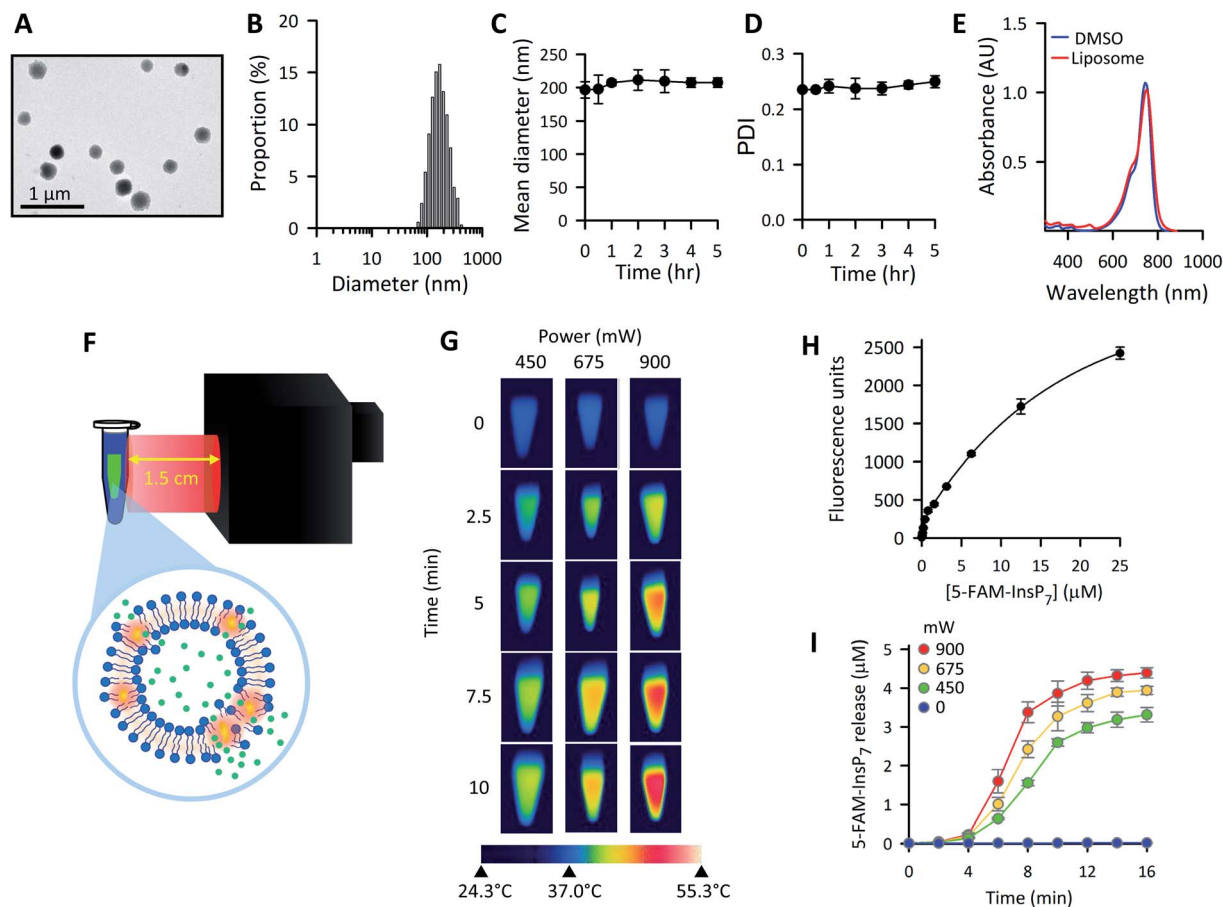 A
1 µm
B
Proportion (%)
20
15
10
5
0
1 10 100 1000
Diameter (nm)
C
Mean diameter (nm)
250
200
150
100
50
0
0 1 2 3 4 5
Time (hr)
D
PDI
0.3
0.2
0.1
0.0
0 1 2 3 4 5
Time (hr)
E
Absorbance (AU)
1.5
1.0
0.5
DMSO
Liposome
400 600 800 1000
Wavelength (nm)
F
1.5 cm
G
Power (mW)
450 675 900
Time (min)
0
2.5
5
7.5
10
24.3°C 37.0°C 55.3°C
H
Fluorescence units
2500
2000
1500
1000
500
0
0 5 10 15 20 25
[5-FAM-InsP₇] (µM)
I
5-FAM-InsP₇ release (µM)
mW
900
675
450
0
5
4
3
2
1
0
0 4 8 12 16
Time (min)